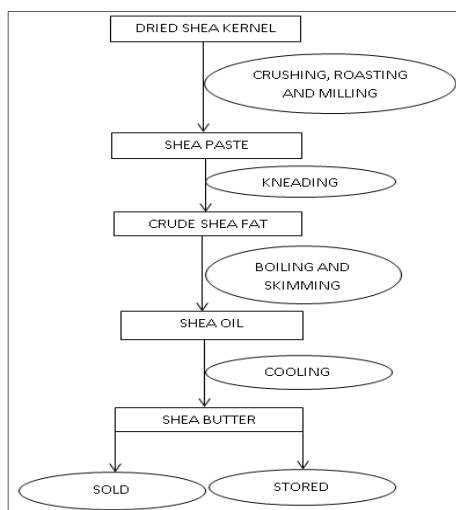 DRIED SHEA KERNEL
CRUSHING, ROASTING
AND MILLING
SHEA PASTE
KNEADING
CRUDE SHEA FAT
BOILING AND
SKIMMING
SHEA OIL
COOLING
SHEA BUTTER
SOLD
STORED